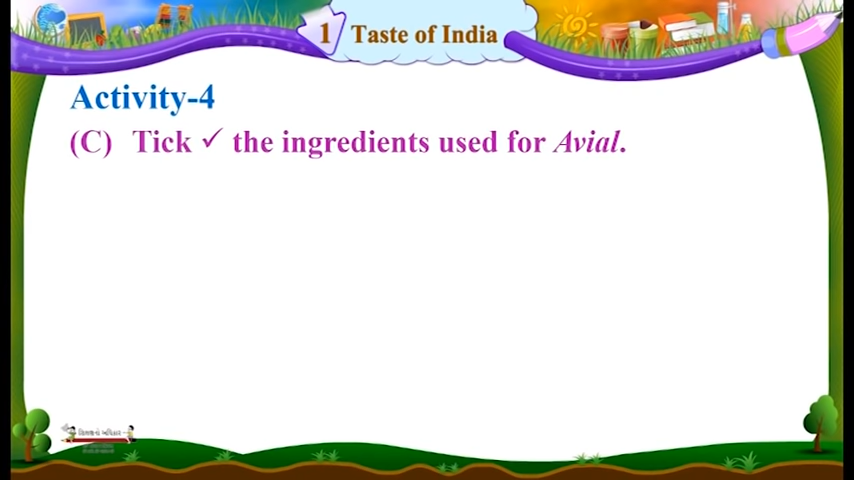 1 Taste of India
Activity-4
(C) Tick ✓ the ingredients used for Avial.